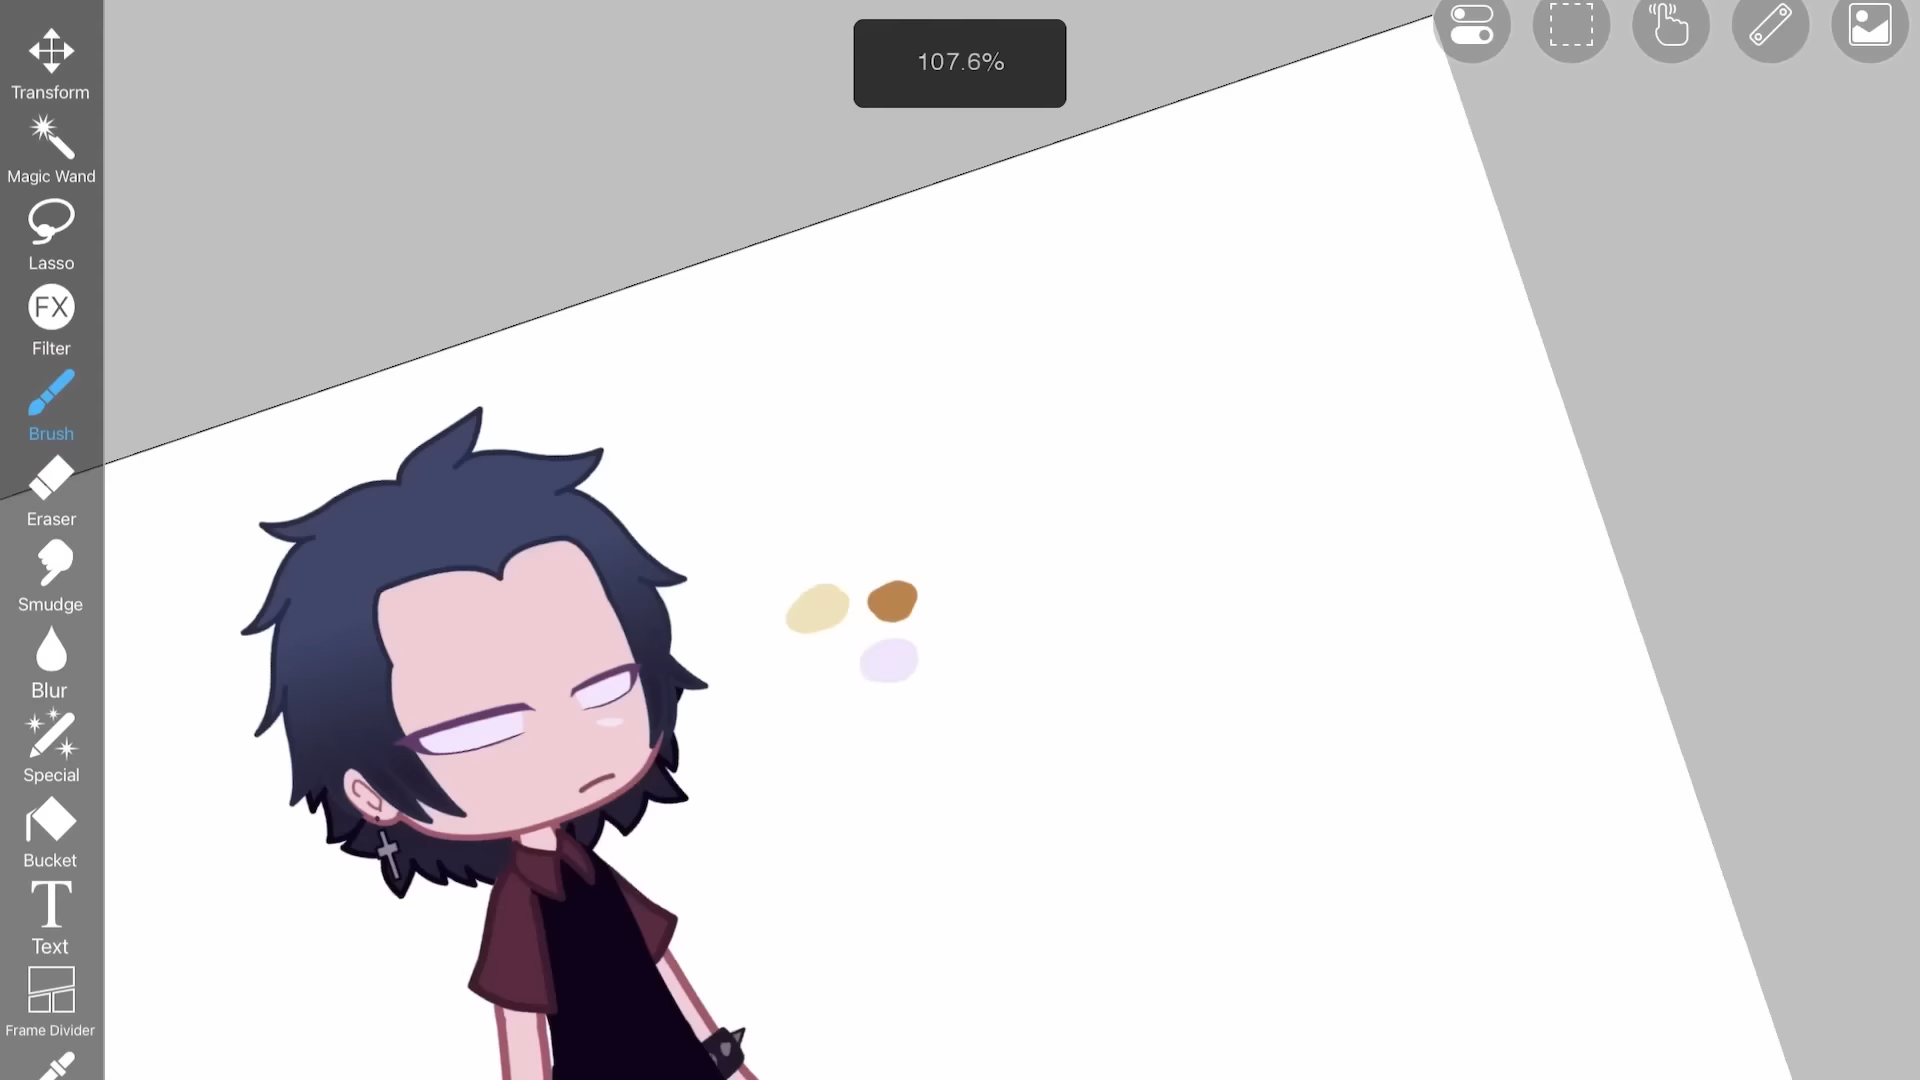 107.6%
Transform
Magic Wand
Lasso
FX
Filter
Brush
Eraser
Smudge
Blur
Special
Bucket
T
Text
Frame Divider